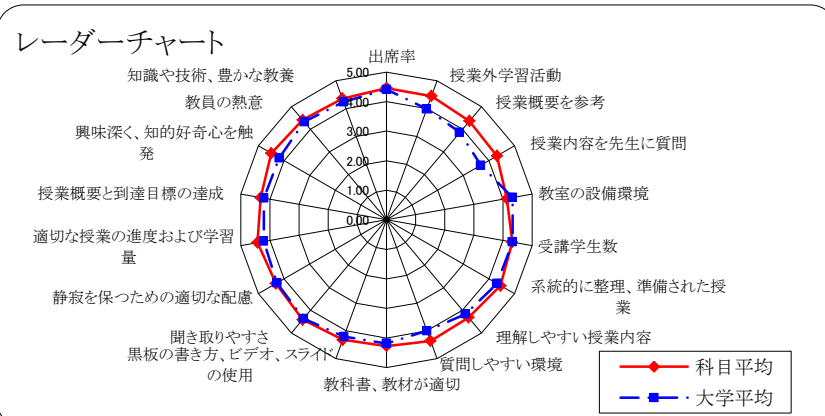 レーダーチャート
出席率
授業外学習活動
授業概要を参考
授業内容を先生に質問
教室の設備環境
受講学生数
系統的に整理、準備された授
業
理解しやすい授業内容
質問しやすい環境
教科書、教材が適切
黒板の書き方、ビデオ、スライド
の使用
聞き取りやすさ
静寂を保つための適切な配慮
適切な授業の進度および学習
量
授業概要と到達目標の達成
興味深く、知的好奇心を触
発
教員の熱意
知識や技術、豊かな教養
5.00
4.00
3.00
2.00
1.00
0.00
科目平均
大学平均